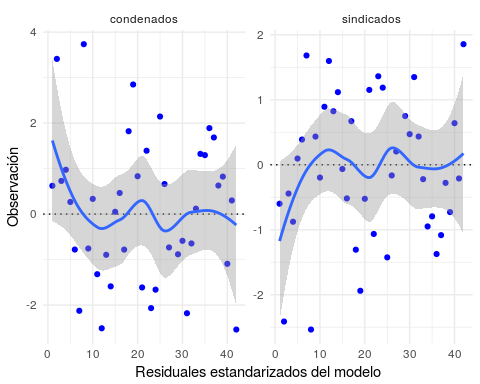 condenados
sindicados
4
2
0
-2
2
1
0
-1
-2
0 10 20 30 40
0 10 20 30 40
Observación
Residuales estandarizados del modelo